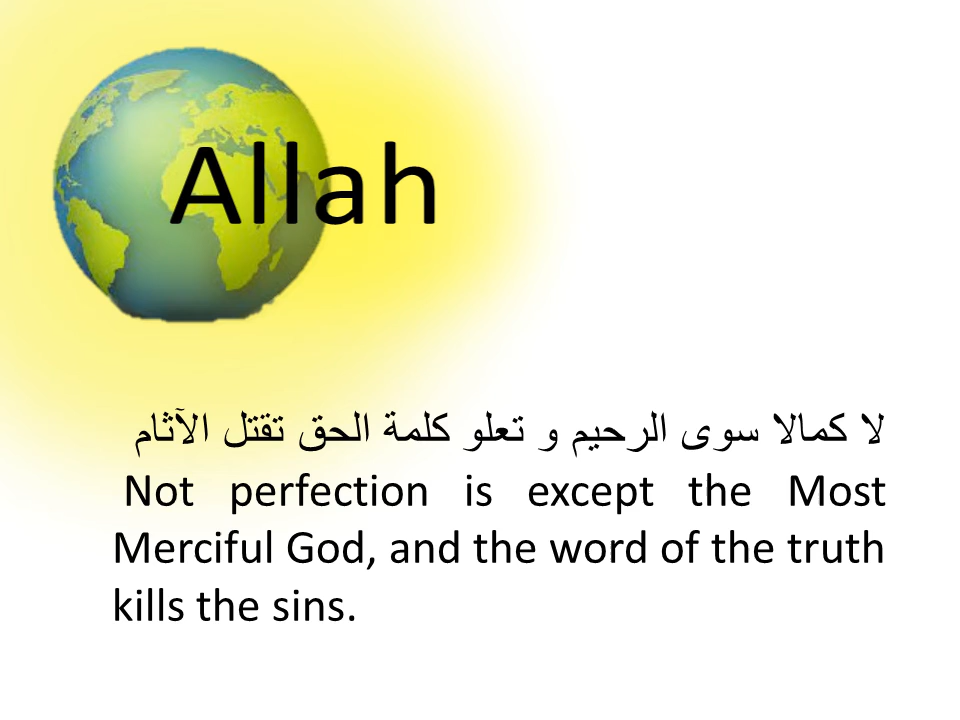 Allah
لا كمالا سوى الرحيم و تعلو كلمة الحق تقتل الآثام
Not perfection is except the Most
Merciful God, and the word of the truth
kills the sins.